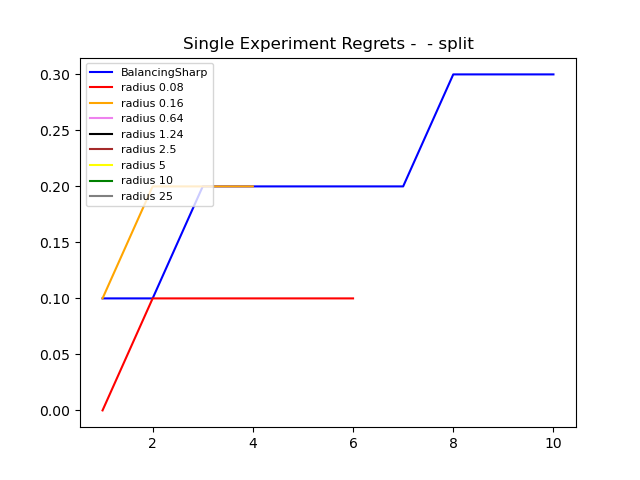 Single Experiment Regrets -  - split
BalancingSharp
radius 0.08
radius 0.16
radius 0.64
radius 1.24
radius 2.5
radius 5
radius 10
radius 25
0.30
0.25
0.20
0.15
0.10
0.05
0.00
2 4 6 8 10